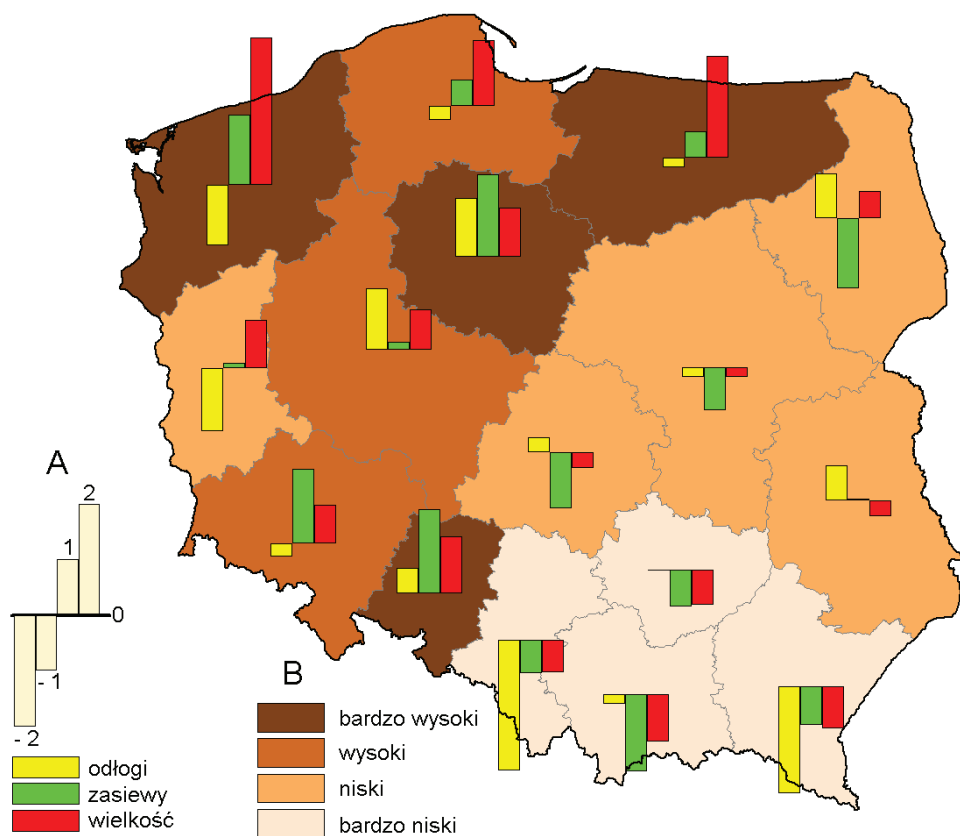 A
2
1
0
- 1
- 2
odłogi
zasiewy
wielkość
B
bardzo wysoki
wysoki
niski
bardzo niski